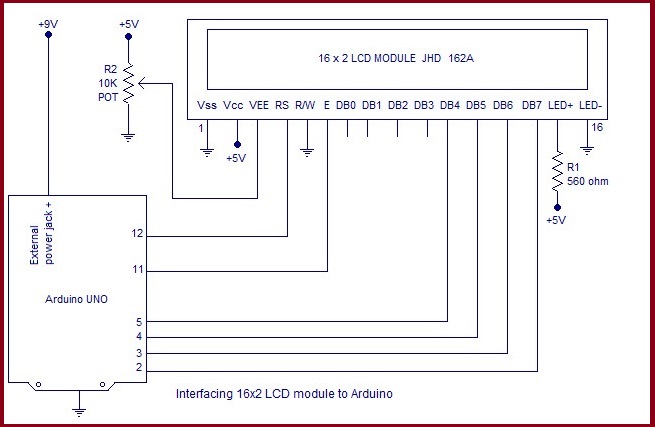 +9V
+5V
R2
10K
POT
16 x 2 LCD MODULE JHD 162A
Vss Vcc VEE RS R/W E DB0 DB1 DB2 DB3 DB4 DB5 DB6 DB7 LED+ LED-
1
16
+5V
R1
560 ohm
+5V
External
power jack +
12
11
Arduino UNO
5
4
3
2
Interfacing 16x2 LCD module to Arduino